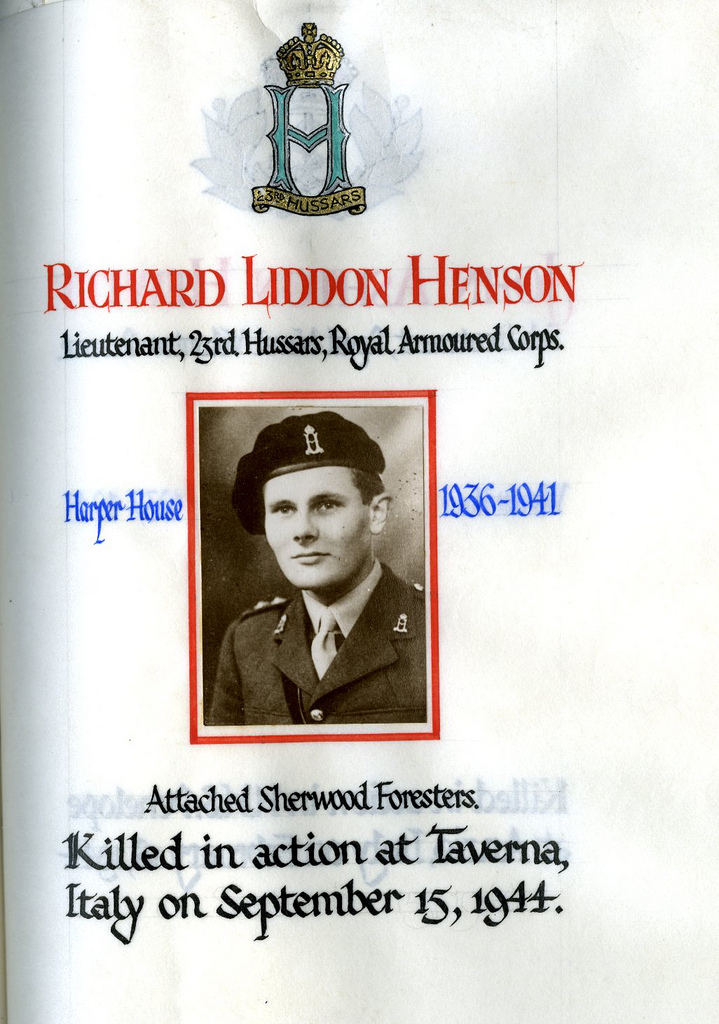 23RD HUSSARS
RICHARD LIDDON HENSON
Lieutenant, 23rd. Hussars, Royal Armoured Corps.
Harper House 1936-1941
Attached Sherwood Foresters.
Killed in action at Taverna,
Italy on September 15, 1944.